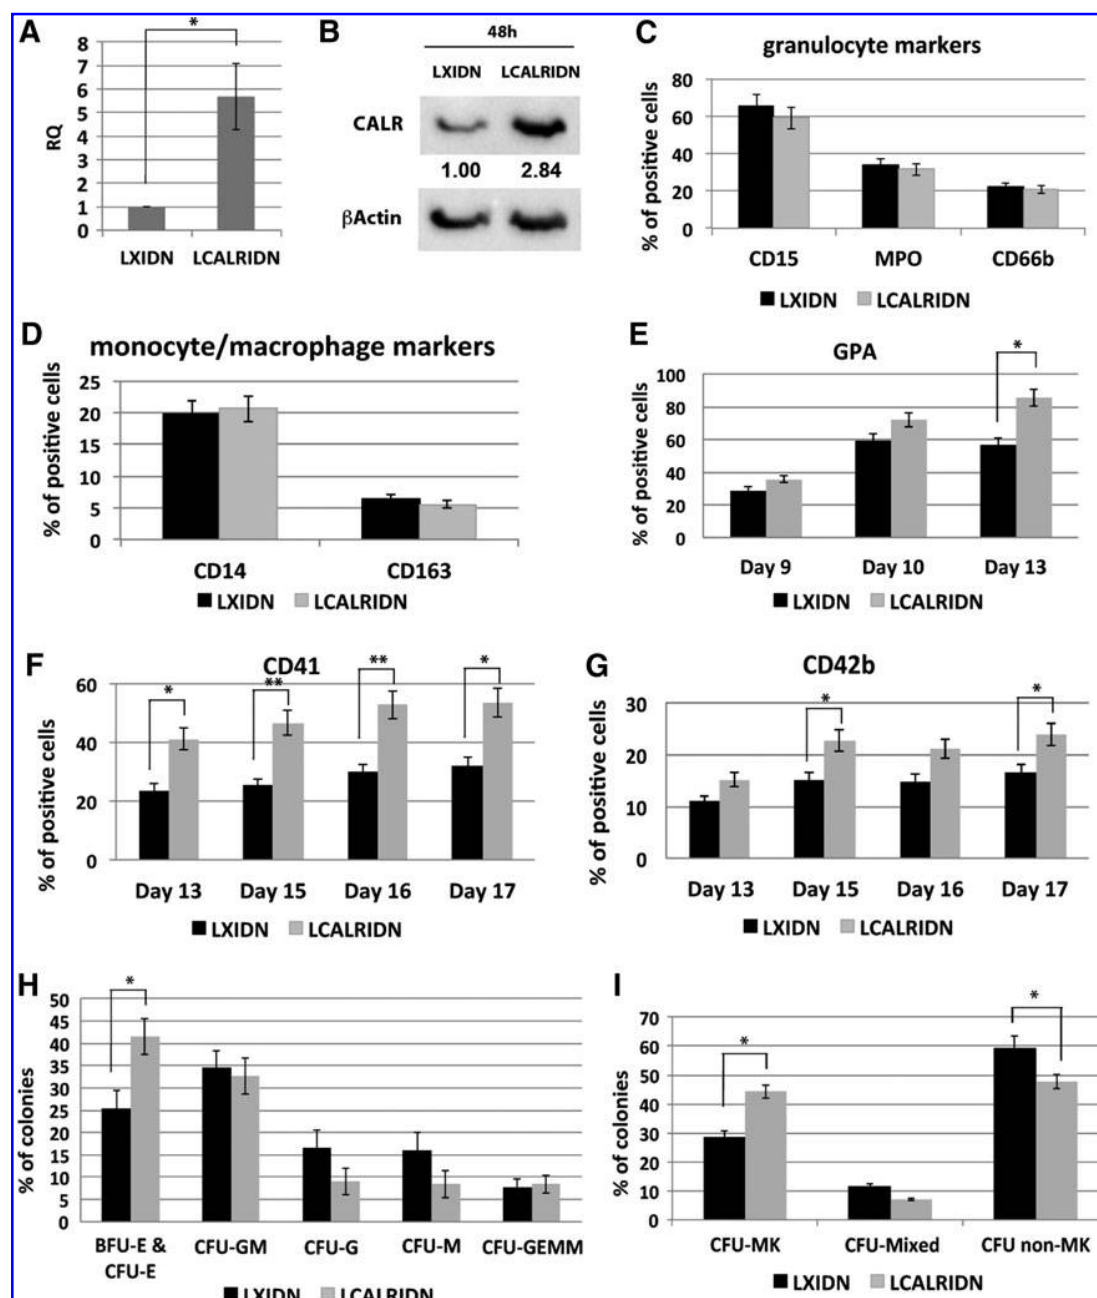 A
*
8
7
6
5
4
3
2
1
0
RQ
LXIDN LCALRIDN
B
48h
LXIDN LCALRIDN
CALR
1.00 2.84
βActin
C
granulocyte markers
80
60
40
20
0
% of positive cells
CD15 MPO CD66b
LXIDN LCALRIDN
D
monocyte/macrophage markers
25
20
15
10
5
0
% of positive cells
CD14 CD163
LXIDN LCALRIDN
E
GPA
*
100
80
60
40
20
0
% of positive cells
Day 9 Day 10 Day 13
LXIDN LCALRIDN
F
CD41
* ** ** *
60
40
20
0
% of positive cells
Day 13 Day 15 Day 16 Day 17
LXIDN LCALRIDN
G
CD42b
* *
30
20
10
0
% of positive cells
Day 13 Day 15 Day 16 Day 17
LXIDN LCALRIDN
H
*
50
45
40
35
30
25
20
15
10
5
0
% of colonies
BFU-E & CFU-GM CFU-G CFU-M CFU-GEMM
CFU-E
LXIDN LCALRIDN
I
* *
70
60
50
40
30
20
10
0
% of colonies
CFU-MK CFU-Mixed CFU non-MK
LXIDN LCALRIDN